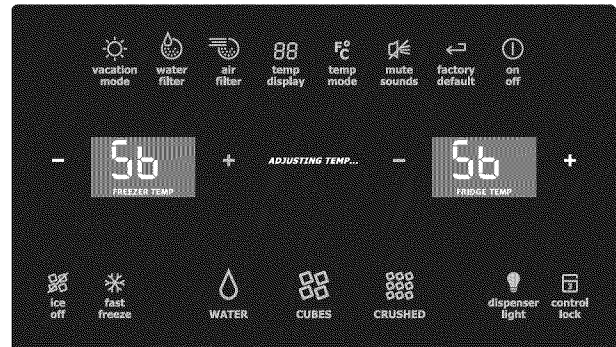 vacation mode
water filter
air filter
88 temp display
F° C temp mode
mute sounds
factory default
on off
- Sb + ADJUSTING TEMP... - Sb +
FREEZER TEMP
FRIDGE TEMP
ice off
fast freeze
WATER
CUBES
CRUSHED
dispenser light
control lock